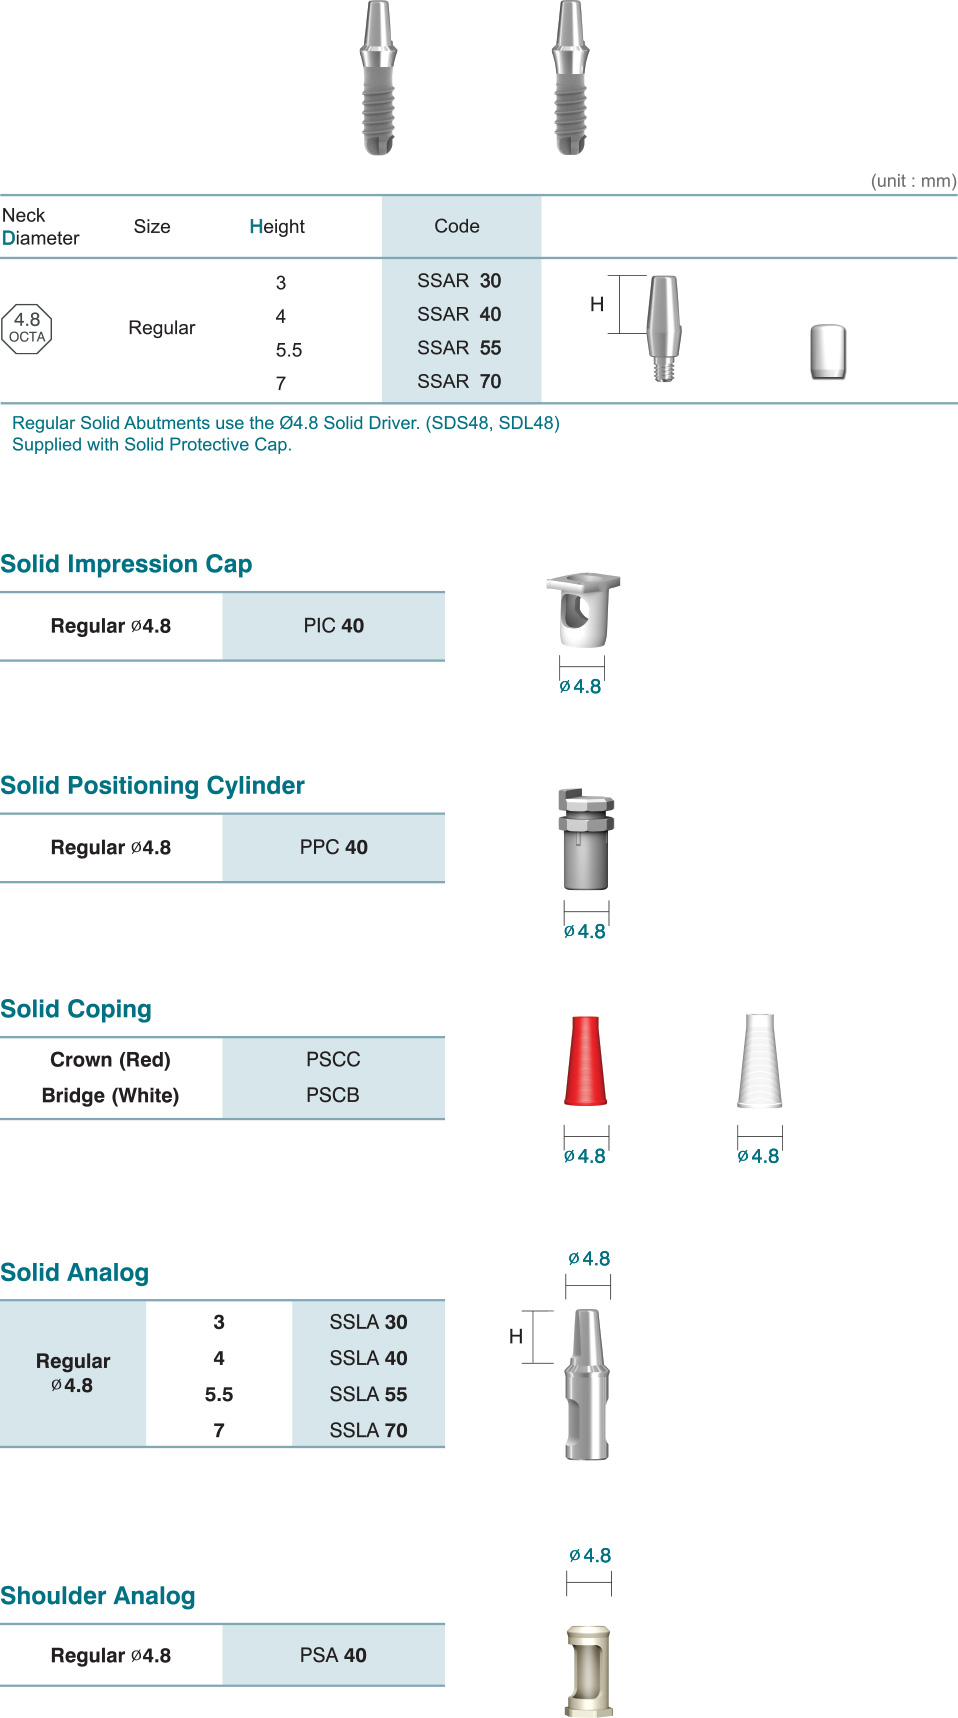 (unit : mm)
Neck Diameter Size Height Code
4.8 OCTA Regular
3 SSAR 30
4 SSAR 40
5.5 SSAR 55
7 SSAR 70
H
Regular Solid Abutments use the Ø4.8 Solid Driver. (SDS48, SDL48)
Supplied with Solid Protective Cap.
Solid Impression Cap
Regular Ø4.8 PIC 40
Ø4.8
Solid Positioning Cylinder
Regular Ø4.8 PPC 40
Ø4.8
Solid Coping
Crown (Red) PSCC
Bridge (White) PSCB
Ø4.8 Ø4.8
Solid Analog
Ø4.8
Regular Ø4.8
3 SSLA 30
4 SSLA 40
5.5 SSLA 55
7 SSLA 70
H
Shoulder Analog
Ø4.8
Regular Ø4.8 PSA 40